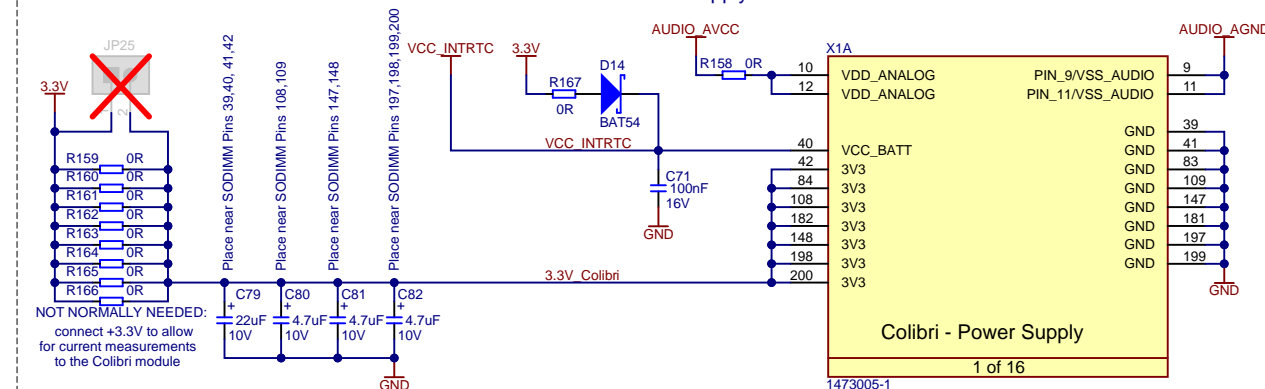 pply
JP25
3.3V
1
2
R159 0R
R160 0R
R161 0R
R162 0R
R163 0R
R164 0R
R165 0R
R166 0R
NOT NORMALLY NEEDED:
connect +3.3V to allow
for current measurements
to the Colibri module
Place near SODIMM Pins 39,40, 41,42
Place near SODIMM Pins 108,109
Place near SODIMM Pins 147,148
Place near SODIMM Pins 197,198,199,200
C79
+
22uF
10V
C80
+
4.7uF
10V
C81
+
4.7uF
10V
C82
+
4.7uF
10V
GND
VCC_INTRTC
3.3V
R167
0R
D14
BAT54
VCC_INTRTC
C71
100nF
16V
GND
3.3V_Colibri
AUDIO_AVCC
R158 0R
AUDIO_AGND
X1A
10 VDD_ANALOG
12 VDD_ANALOG
40 VCC_BATT
42 3V3
84 3V3
108 3V3
182 3V3
148 3V3
198 3V3
200 3V3
PIN_9/VSS_AUDIO 9
PIN_11/VSS_AUDIO 11
GND 39
GND 41
GND 83
GND 109
GND 147
GND 181
GND 197
GND 199
GND
Colibri - Power Supply
1 of 16
1473005-1